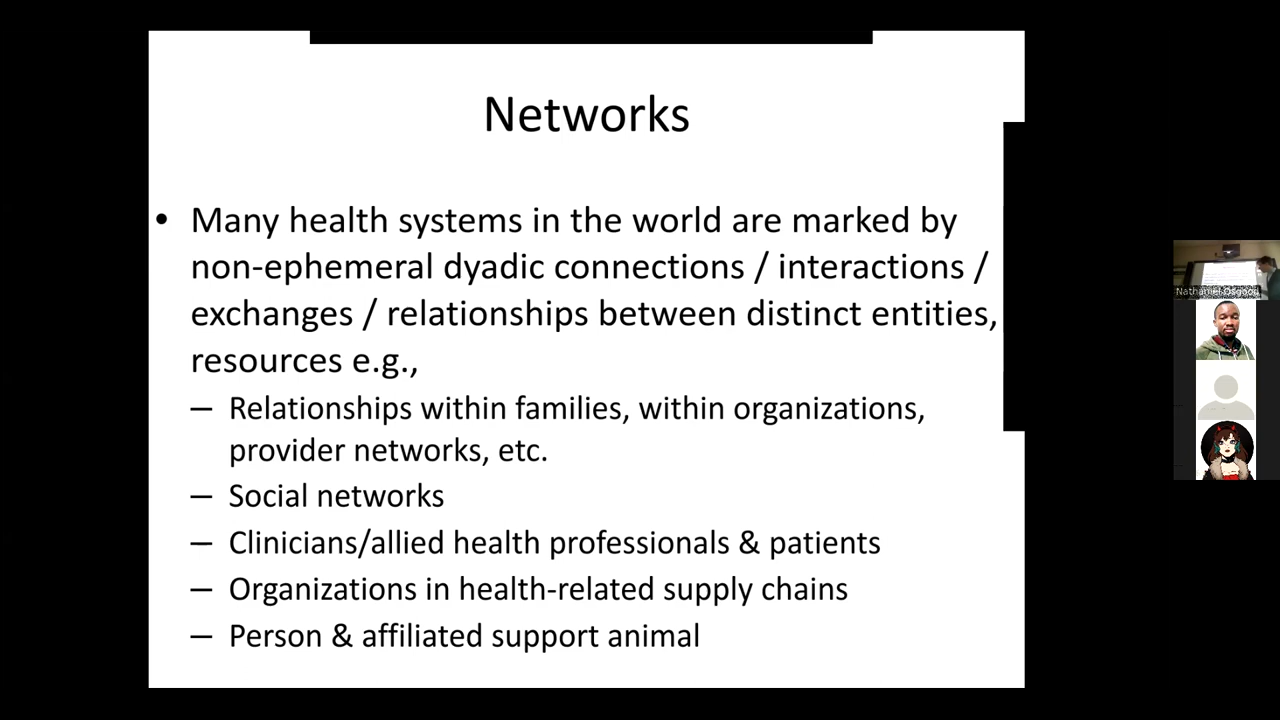 Networks
• Many health systems in the world are marked by
non-ephemeral dyadic connections / interactions /
exchanges / relationships between distinct entities,
resources e.g.,
– Relationships within families, within organizations,
provider networks, etc.
– Social networks
– Clinicians/allied health professionals & patients
– Organizations in health-related supply chains
– Person & affiliated support animal
Nathaniel Osgood